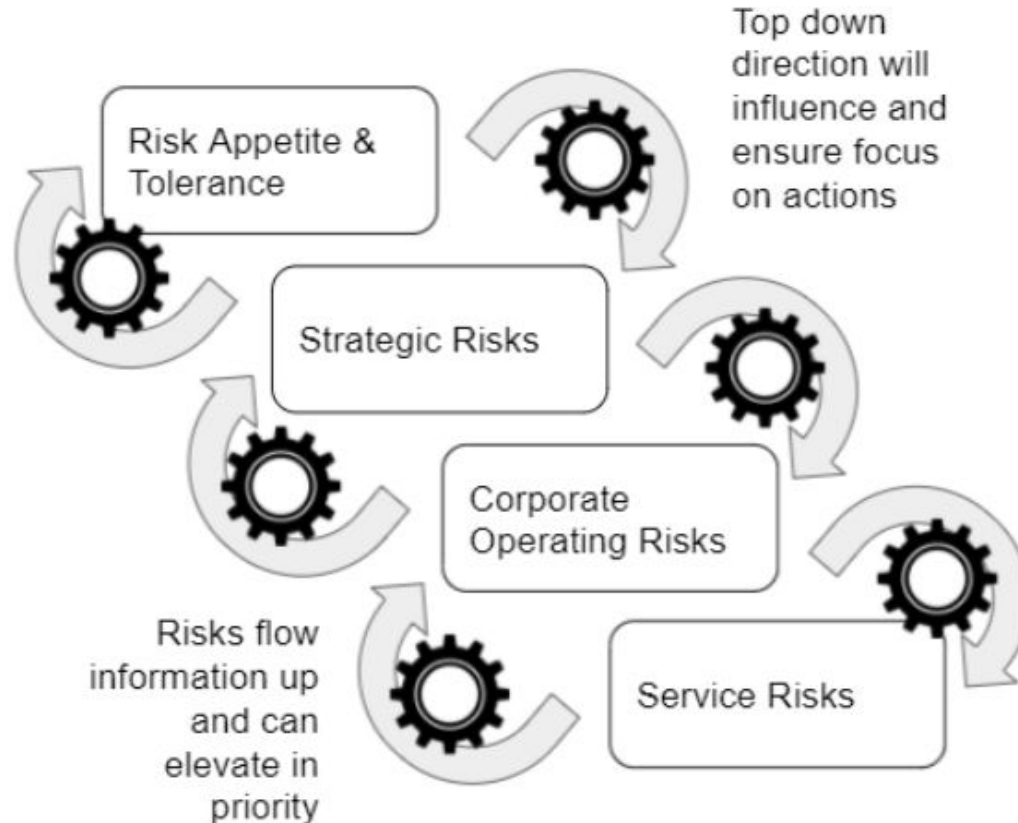 Top down
direction will
influence and
ensure focus
on actions
Risk Appetite &
Tolerance
Strategic Risks
Corporate
Operating Risks
Service Risks
Risks flow
information up
and can
elevate in
priority